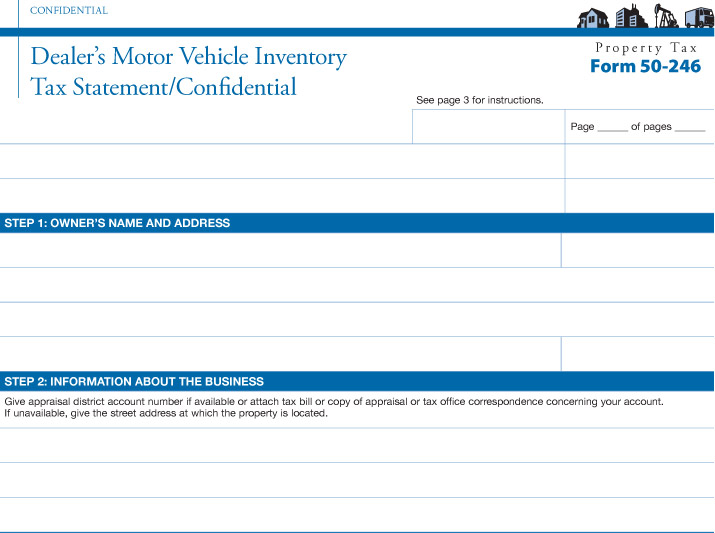 CONFIDENTIAL
Dealer’s Motor Vehicle Inventory
Tax Statement/Confidential
Property Tax
Form 50-246
See page 3 for instructions.
Page ______ of pages ______
STEP 1: OWNER’S NAME AND ADDRESS
STEP 2: INFORMATION ABOUT THE BUSINESS
Give appraisal district account number if available or attach tax bill or copy of appraisal or tax office correspondence concerning your account.
If unavailable, give the street address at which the property is located.